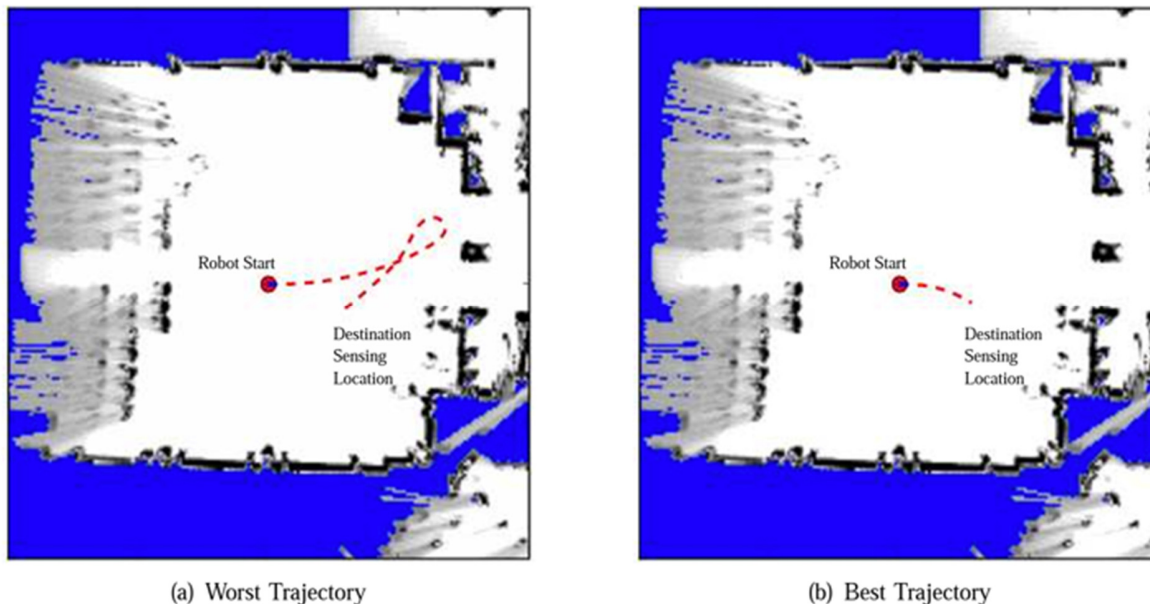 Robot Start
Destination
Sensing
Location
Robot Start
Destination
Sensing
Location
(a) Worst Trajectory
(b) Best Trajectory